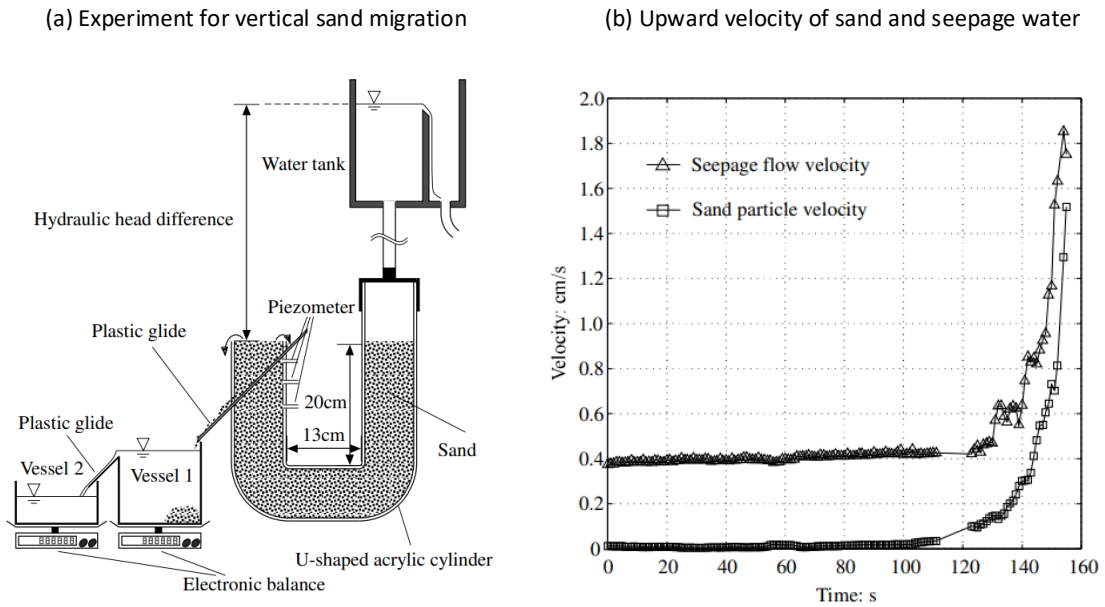 (a) Experiment for vertical sand migration
(b) Upward velocity of sand and seepage water
Water tank
Hydraulic head difference
Piezometer
Plastic glide
20cm
13cm
Sand
Plastic glide
Vessel 2
Vessel 1
U-shaped acrylic cylinder
Electronic balance
2.0
1.8
1.6
1.4
1.2
1.0
0.8
0.6
0.4
0.2
0
Velocity: cm/s
Seepage flow velocity
Sand particle velocity
0 20 40 60 80 100 120 140 160
Time: s